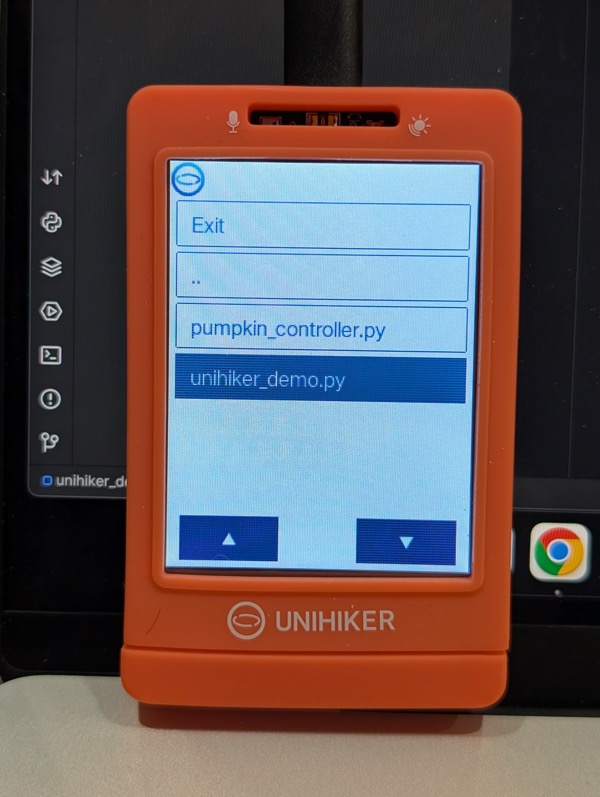 Exit
..
pumpkin_controller.py
unihiker_demo.py
UNIHIKER
unihiker_de